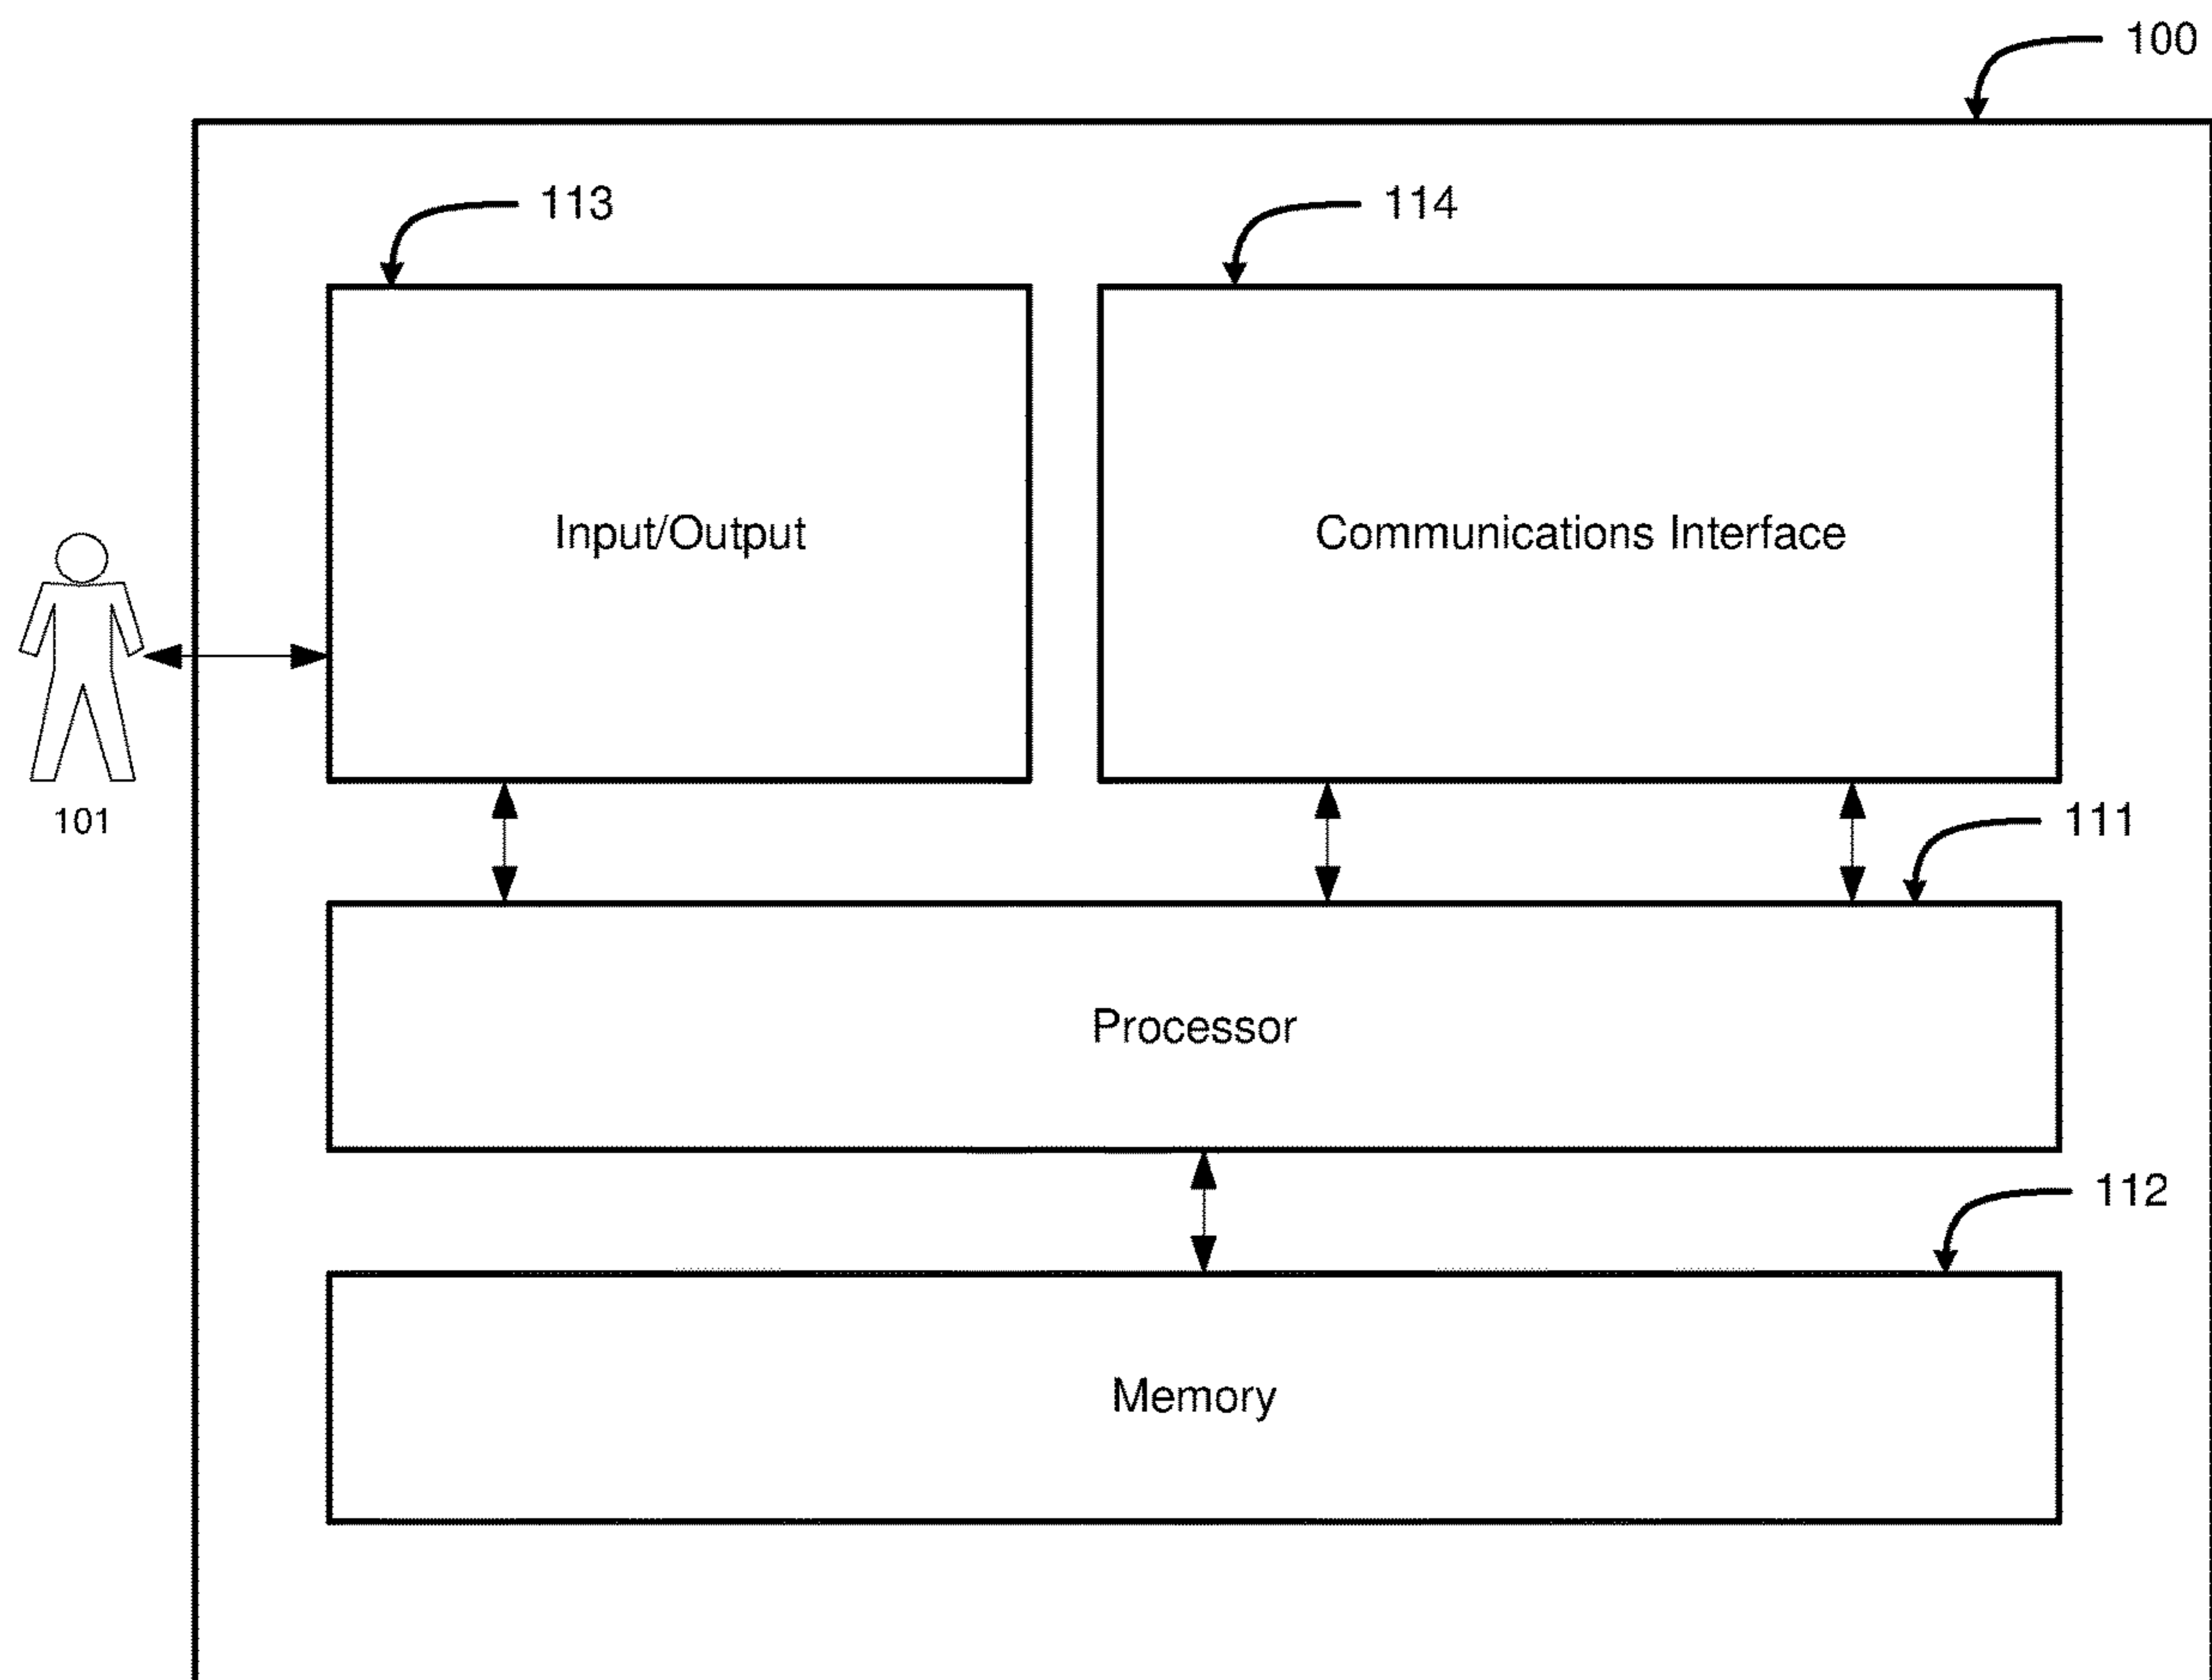 100
113
114
Input/Output
Communications Interface
101
111
Processor
112
Memory